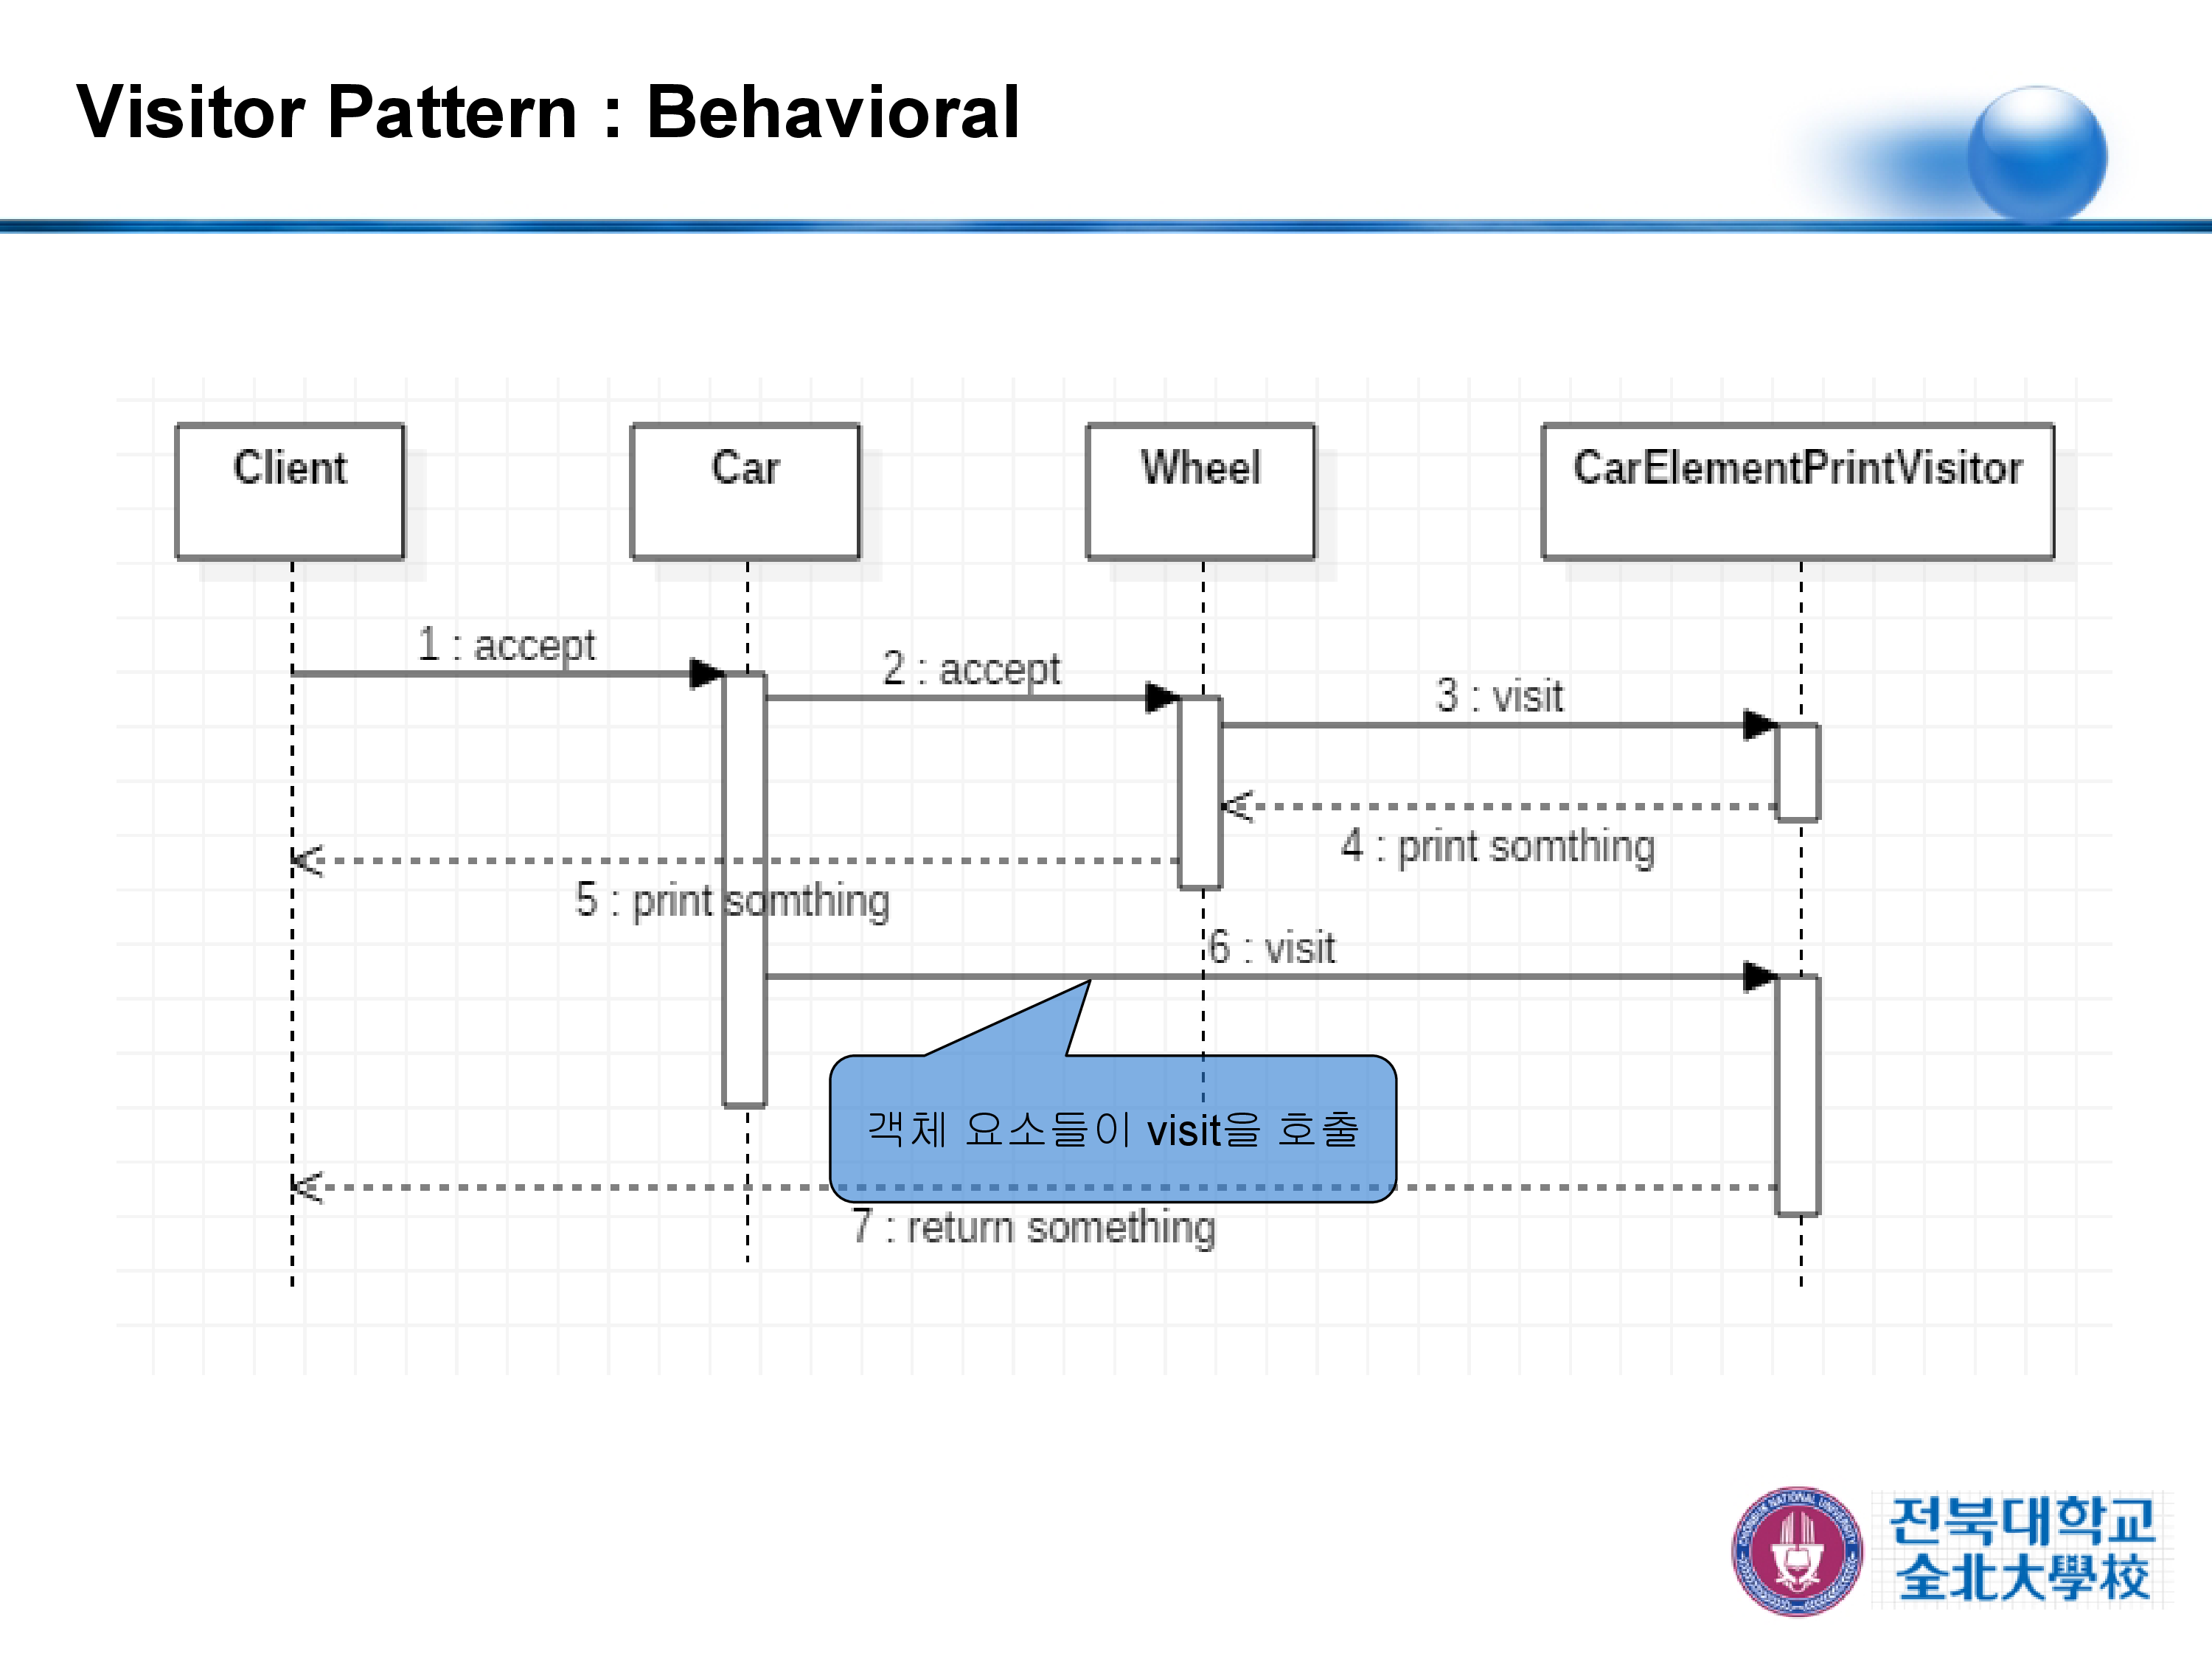 Visitor Pattern : Behavioral
Client
Car
Wheel
CarElementPrintVisitor
1 : accept
2 : accept
3 : visit
4 : print somthing
5 : print somthing
6 : visit
객체 요소들이 visit을 호출
7 : return something
CHONBUK NATIONAL UNIVERSITY
전북대학교
全北大學校